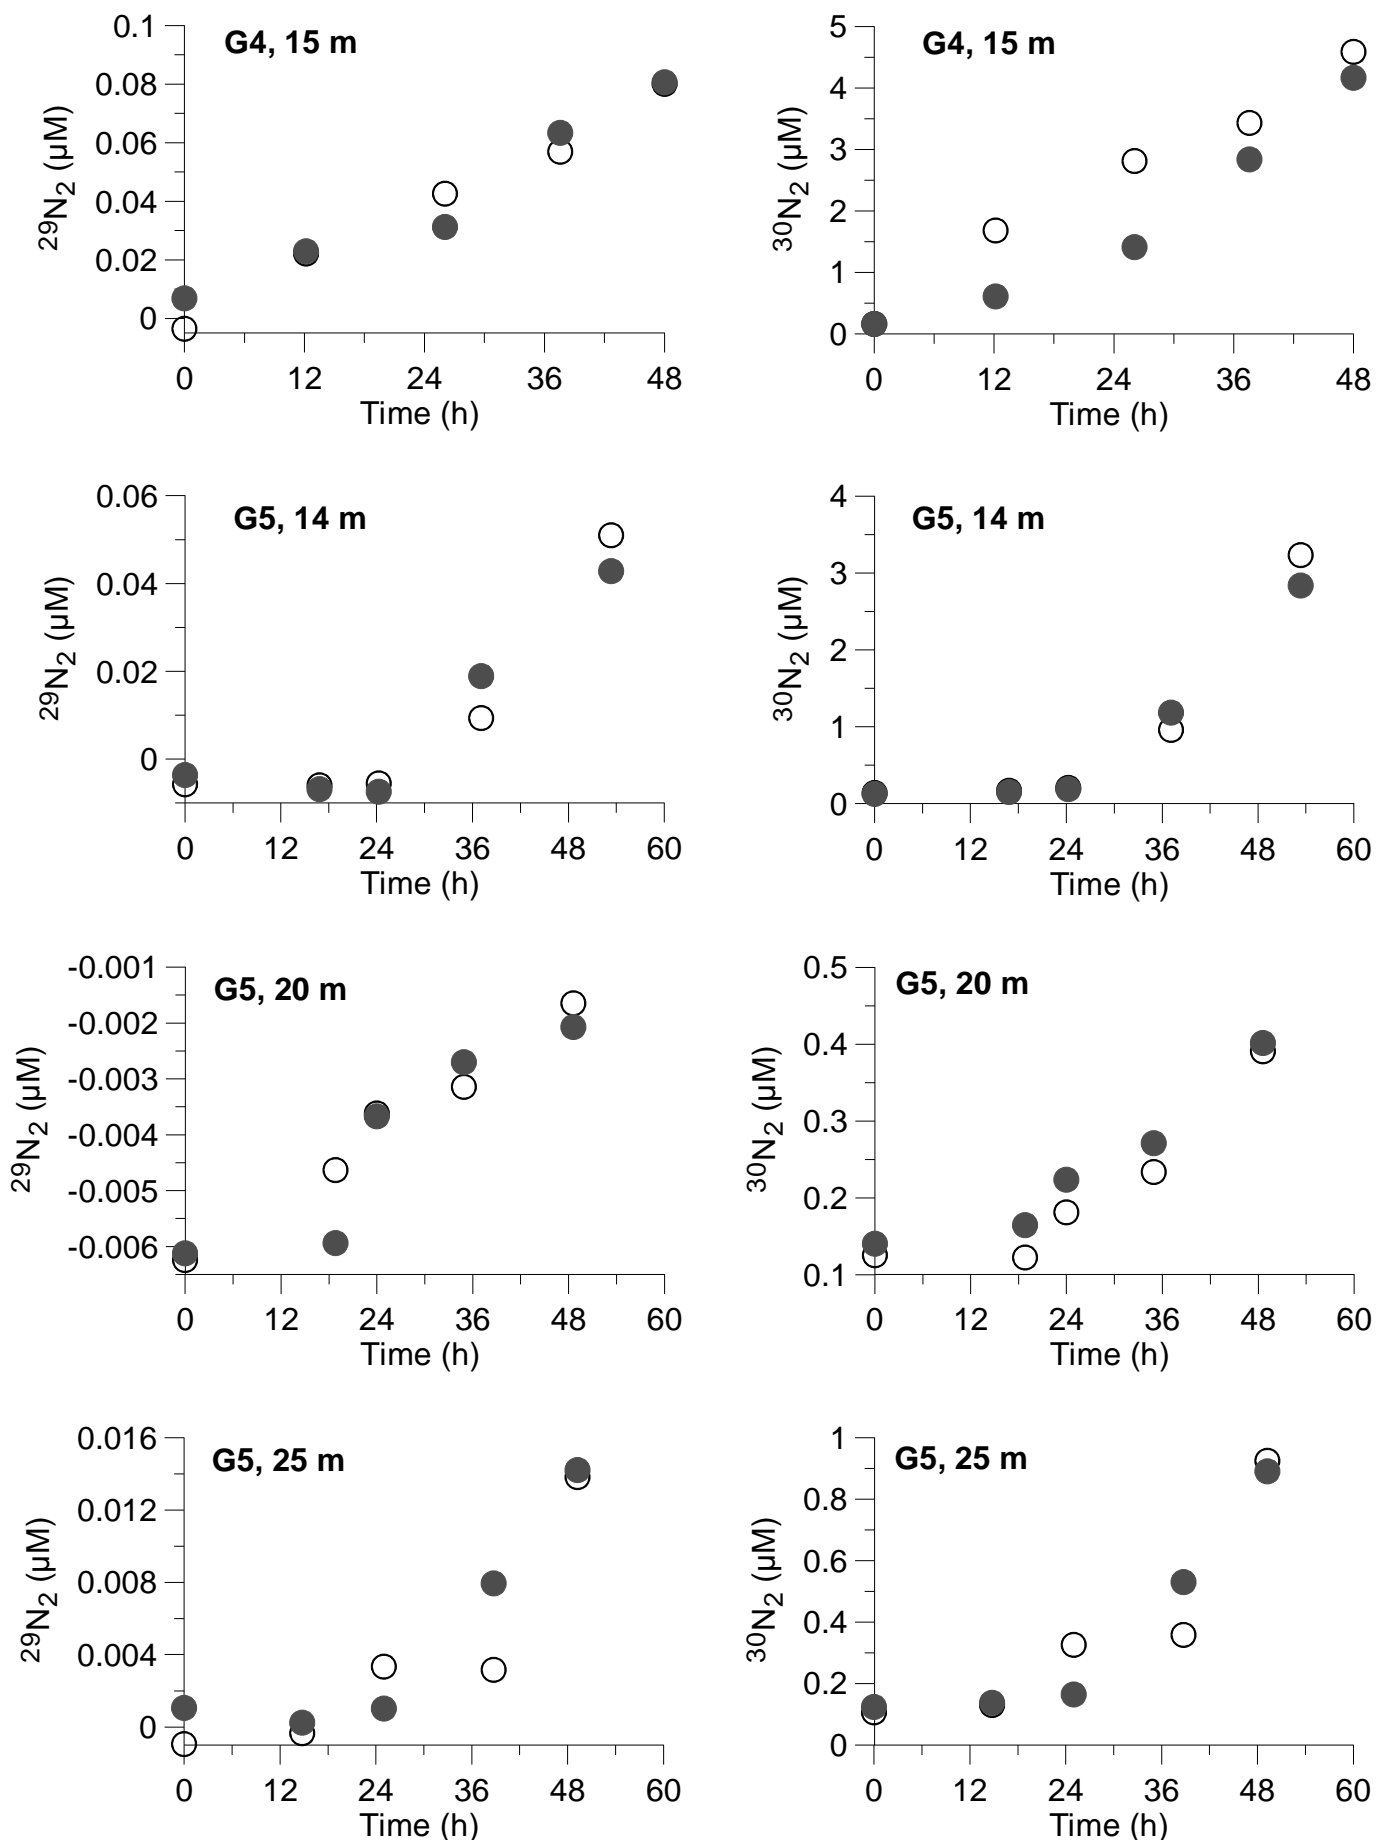 G4, 15 m
²⁹N₂ (µM)
0.1
0.08
0.06
0.04
0.02
0
0 12 24 36 48
Time (h)
G4, 15 m
³⁰N₂ (µM)
5
4
3
2
1
0
0 12 24 36 48
Time (h)
G5, 14 m
²⁹N₂ (µM)
0.06
0.04
0.02
0
0 12 24 36 48 60
Time (h)
G5, 14 m
³⁰N₂ (µM)
4
3
2
1
0
0 12 24 36 48 60
Time (h)
G5, 20 m
²⁹N₂ (µM)
-0.001
-0.002
-0.003
-0.004
-0.005
-0.006
0 12 24 36 48 60
Time (h)
G5, 20 m
³⁰N₂ (µM)
0.5
0.4
0.3
0.2
0.1
0 12 24 36 48 60
Time (h)
G5, 25 m
²⁹N₂ (µM)
0.016
0.012
0.008
0.004
0
0 12 24 36 48 60
Time (h)
G5, 25 m
³⁰N₂ (µM)
1
0.8
0.6
0.4
0.2
0
0 12 24 36 48 60
Time (h)